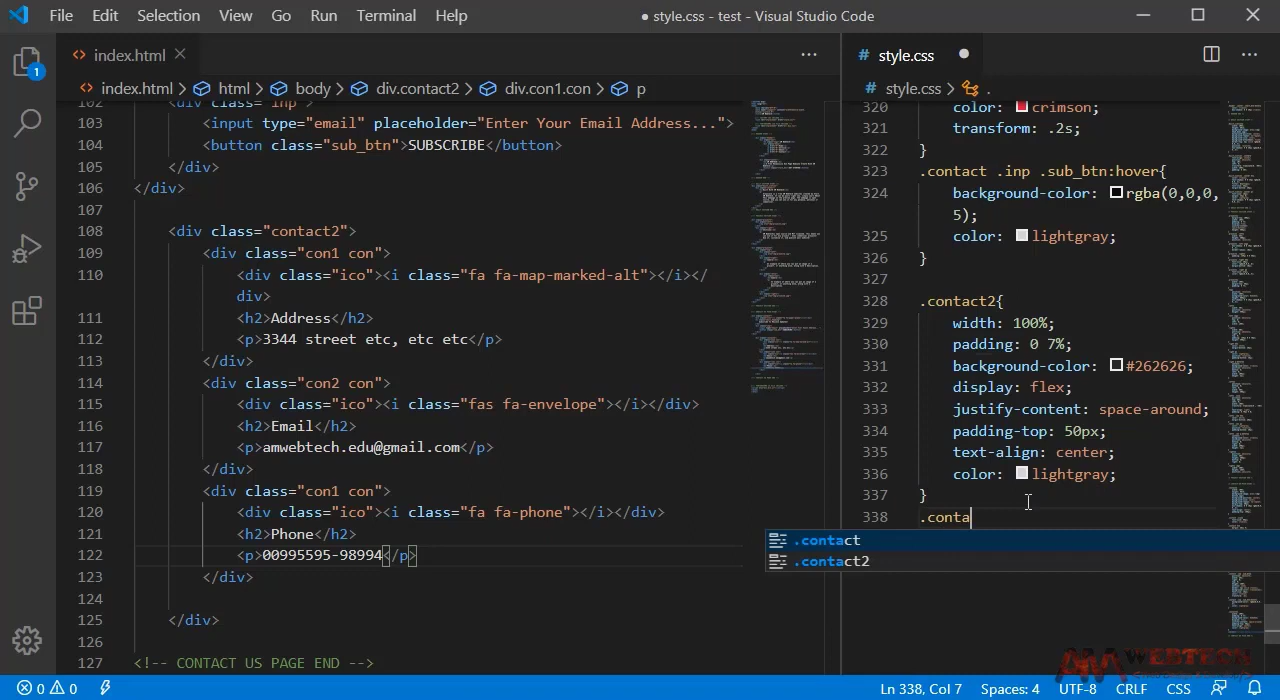 File Edit Selection View Go Run Terminal Help
● style.css - test - Visual Studio Code
index.html
# style.css
index.html > html > body > div.contact2 > div.con1.con > p
# style.css > .
102 <div class="inp">
103 <input type="email" placeholder="Enter Your Email Address...">
104 <button class="sub_btn">SUBSCRIBE</button>
105 </div>
106 </div>
107
108 <div class="contact2">
109 <div class="con1 con">
110 <div class="ico"><i class="fa fa-map-marked-alt"></i></
div>
111 <h2>Address</h2>
112 <p>3344 street etc, etc etc</p>
113 </div>
114 <div class="con2 con">
115 <div class="ico"><i class="fas fa-envelope"></i></div>
116 <h2>Email</h2>
117 <p>amwebtech.edu@gmail.com</p>
118 </div>
119 <div class="con1 con">
120 <div class="ico"><i class="fa fa-phone"></i></div>
121 <h2>Phone</h2>
122 <p>00995595-98994</p>
123 </div>
124
125 </div>
126
127 <!-- CONTACT US PAGE END -->
320 color: crimson;
321 transform: .2s;
322 }
323 .contact .inp .sub_btn:hover{
324 background-color: rgba(0,0,0,
5);
325 color: lightgray;
326 }
327
328 .contact2{
329 width: 100%;
330 padding: 0 7%;
331 background-color: #262626;
332 display: flex;
333 justify-content: space-around;
334 padding-top: 50px;
335 text-align: center;
336 color: lightgray;
337 }
338 .conta
.contact
.contact2
1
AM WEBTECH
0 0
Ln 338, Col 7 Spaces: 4 UTF-8 CRLF CSS